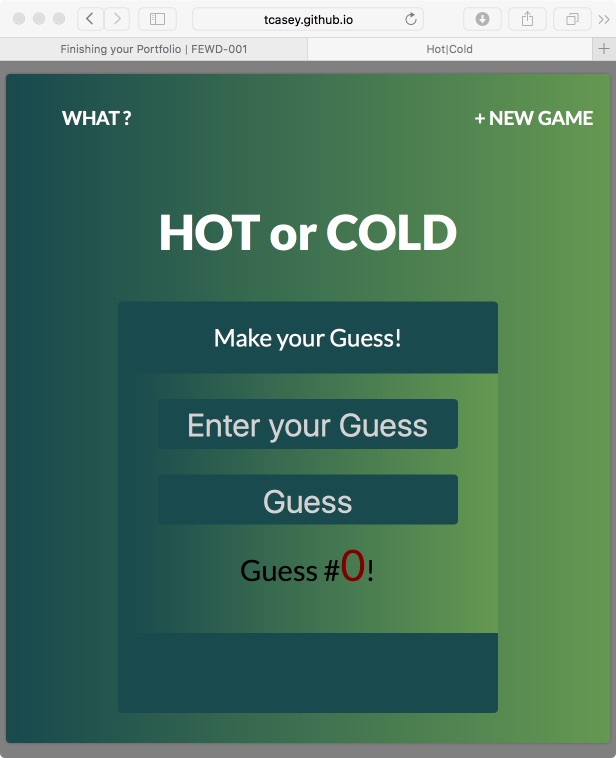 tcasey.github.io
Finishing your Portfolio | FEWD-001
Hot|Cold
WHAT?
+ NEW GAME
HOT or COLD
Make your Guess!
Enter your Guess
Guess
Guess #0!